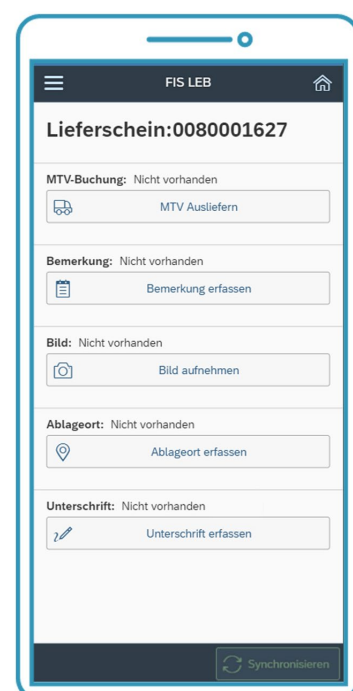 FIS LEB
Lieferschein:0080001627
MTV-Buchung: Nicht vorhanden
MTV Ausliefern
Bemerkung: Nicht vorhanden
Bemerkung erfassen
Bild: Nicht vorhanden
Bild aufnehmen
Ablageort: Nicht vorhanden
Ablageort erfassen
Unterschrift: Nicht vorhanden
Unterschrift erfassen
Synchronisieren